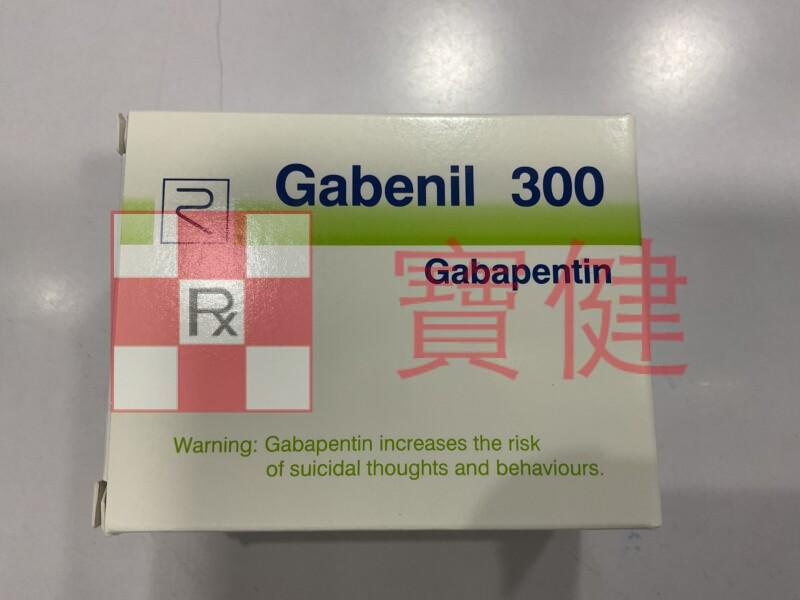 Gabenil 300
Gabapentin
Rx
寶健
Warning: Gabapentin increases the risk
of suicidal thoughts and behaviours.